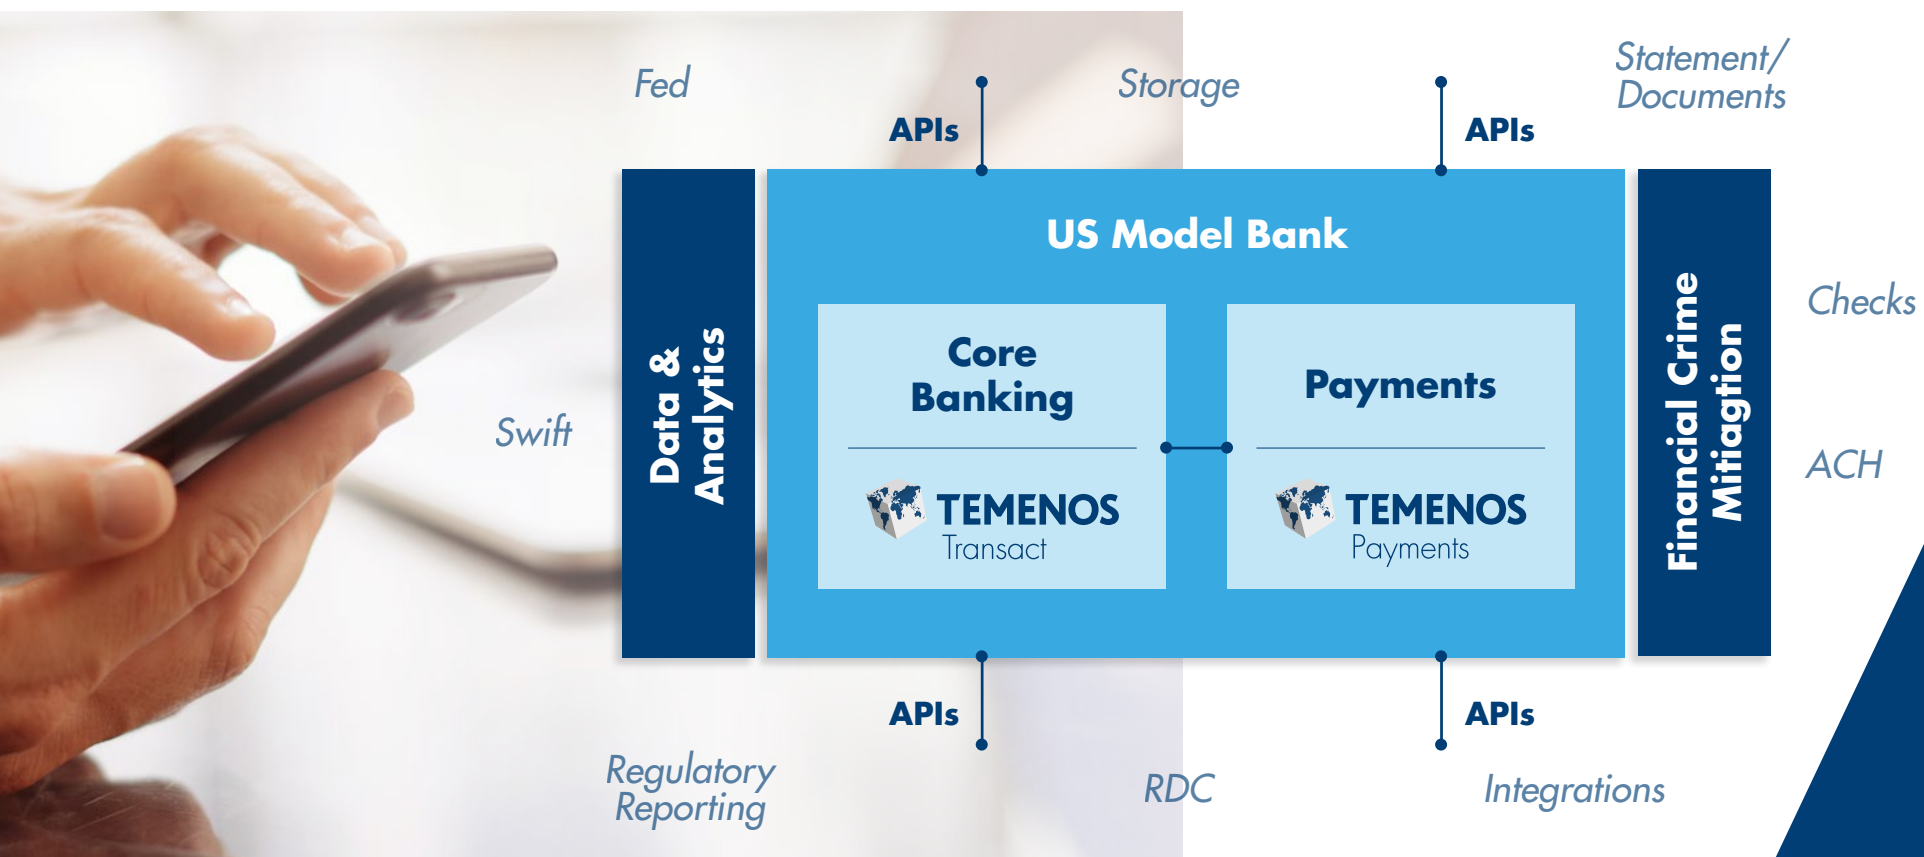 Fed
Storage
Statement/
Documents
APIs
APIs
US Model Bank
Data &
Analytics
Core
Banking
TEMENOS
Transact
Payments
TEMENOS
Payments
Financial Crime
Mitiagtion
Swift
Checks
ACH
APIs
APIs
Regulatory
Reporting
RDC
Integrations